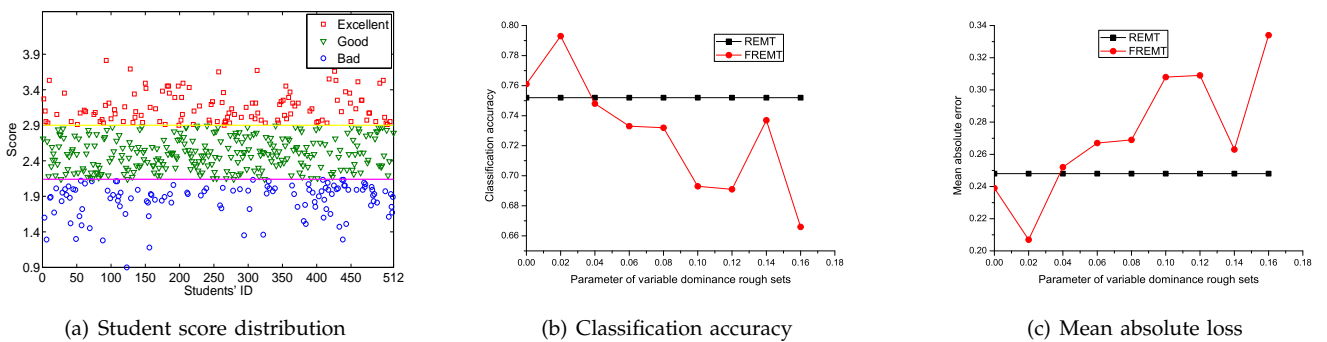 Excellent
Good
Bad
3.9
3.4
2.9
2.4
1.9
1.4
0.9
Score
0 50 100 150 200 250 300 350 400 450 512
Students' ID
(a) Student score distribution
REMT
FREMT
0.80
0.78
0.76
0.74
0.72
0.70
0.68
0.66
Classification accuracy
0.00 0.02 0.04 0.06 0.08 0.10 0.12 0.14 0.16 0.18
Parameter of variable dominance rough sets
(b) Classification accuracy
REMT
FREMT
0.34
0.32
0.30
0.28
0.26
0.24
0.22
0.20
Mean absolute error
0.00 0.02 0.04 0.06 0.08 0.10 0.12 0.14 0.16 0.18
Parameter of variable dominance rough sets
(c) Mean absolute loss